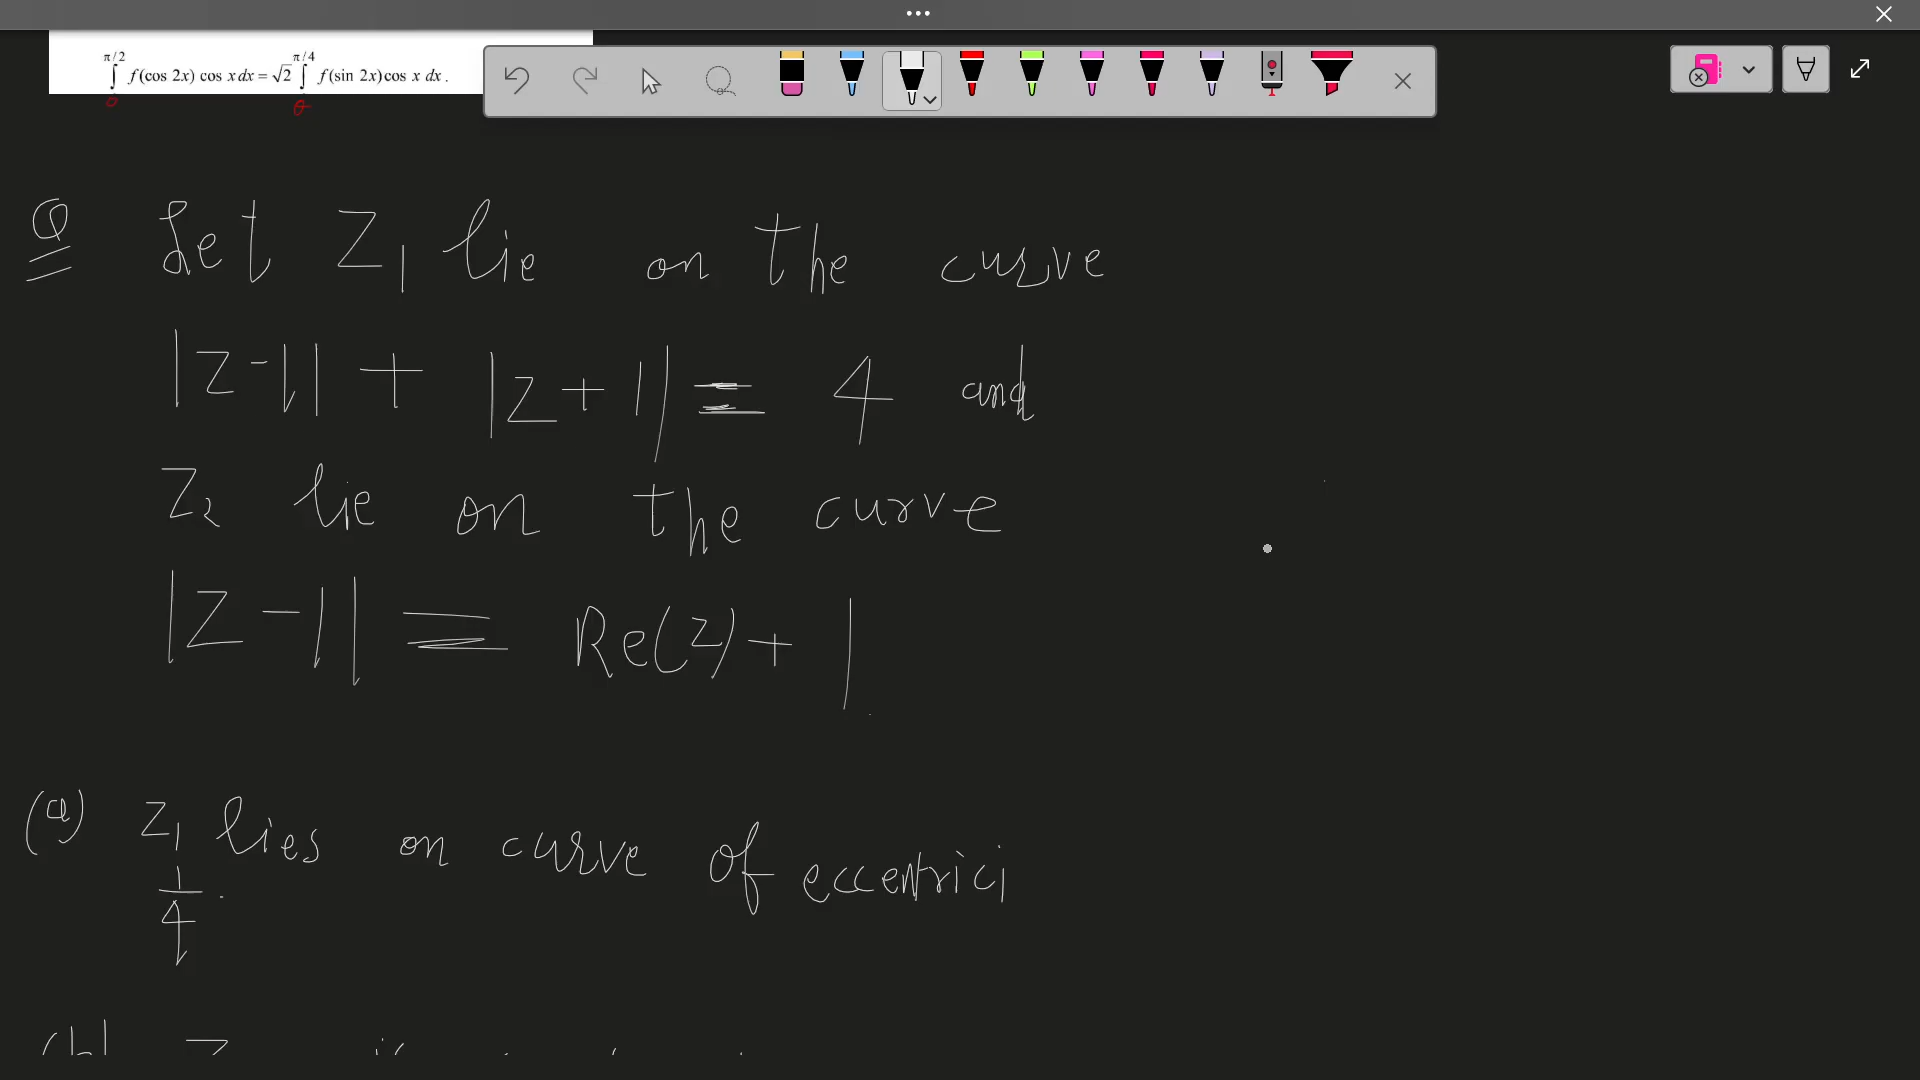 π/2 ∫ 0 f(cos 2x) cos x dx = √2 π/4 ∫ 0 f(sin 2x) cos x dx .
Q Let Z1 lie on the curve
|Z-1| + |Z+1| = 4 and
Z2 lie on the curve
|Z-1| = Re(Z)+1
(a) Z1 lies on curve of eccentrici
1/4.